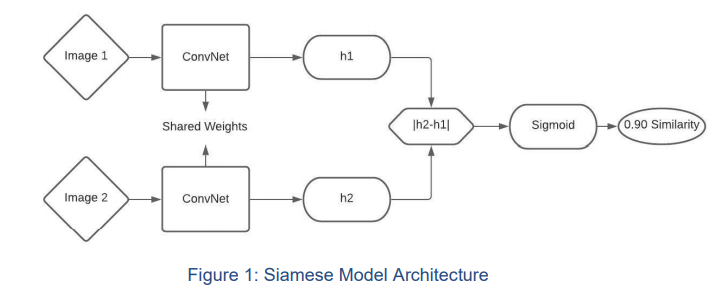 Image 1
ConvNet
h1
Shared Weights
|h2-h1|
Sigmoid
0.90 Similarity
Image 2
ConvNet
h2
Figure 1: Siamese Model Architecture